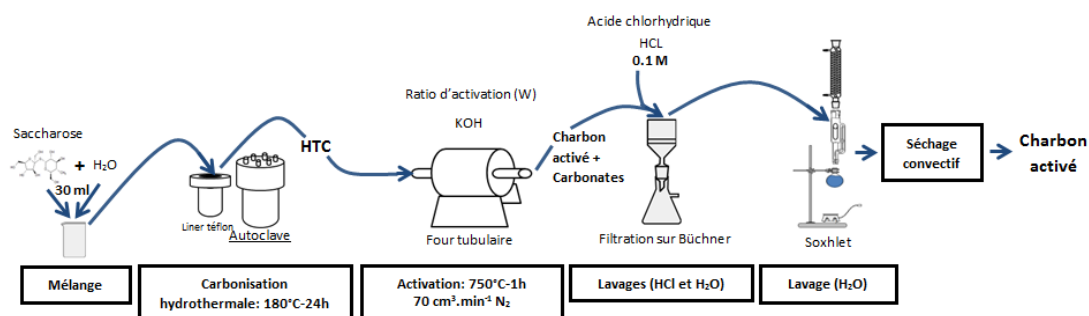 Saccharose
+ H₂O
30 ml
Liner téflon
Autoclave
HTC
Ratio d'activation (W)
KOH
Four tubulaire
Charbon
activé +
Carbonates
Acide chlorhydrique
HCL
0.1 M
Filtration sur Büchner
Soxhlet
Séchage
convectif
Charbon
activé
Mélange
Carbonisation
hydrothermale: 180°C-24h
Activation: 750°C-1h
70 cm³.min⁻¹ N₂
Lavages (HCl et H₂O)
Lavage (H₂O)